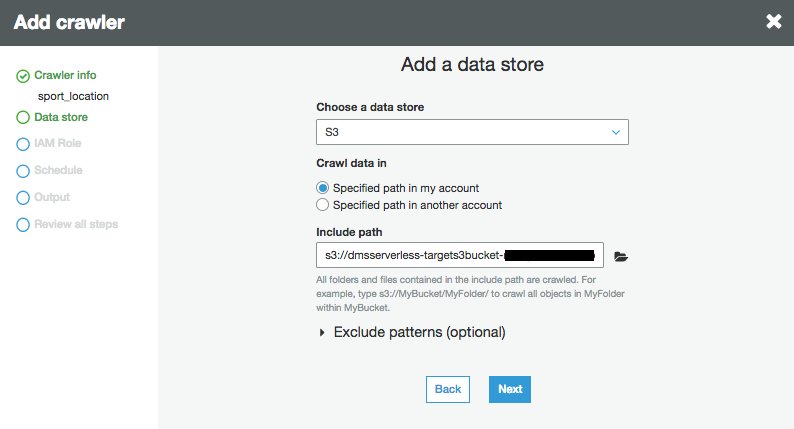 Add crawler
Crawler info
sport_location
Data store
IAM Role
Schedule
Output
Review all steps
Add a data store
Choose a data store
S3
Crawl data in
Specified path in my account
Specified path in another account
Include path
s3://dmsserverless-targets3bucket-
All folders and files contained in the include path are crawled. For
example, type s3://MyBucket/MyFolder/ to crawl all objects in MyFolder
within MyBucket.
Exclude patterns (optional)
Back
Next